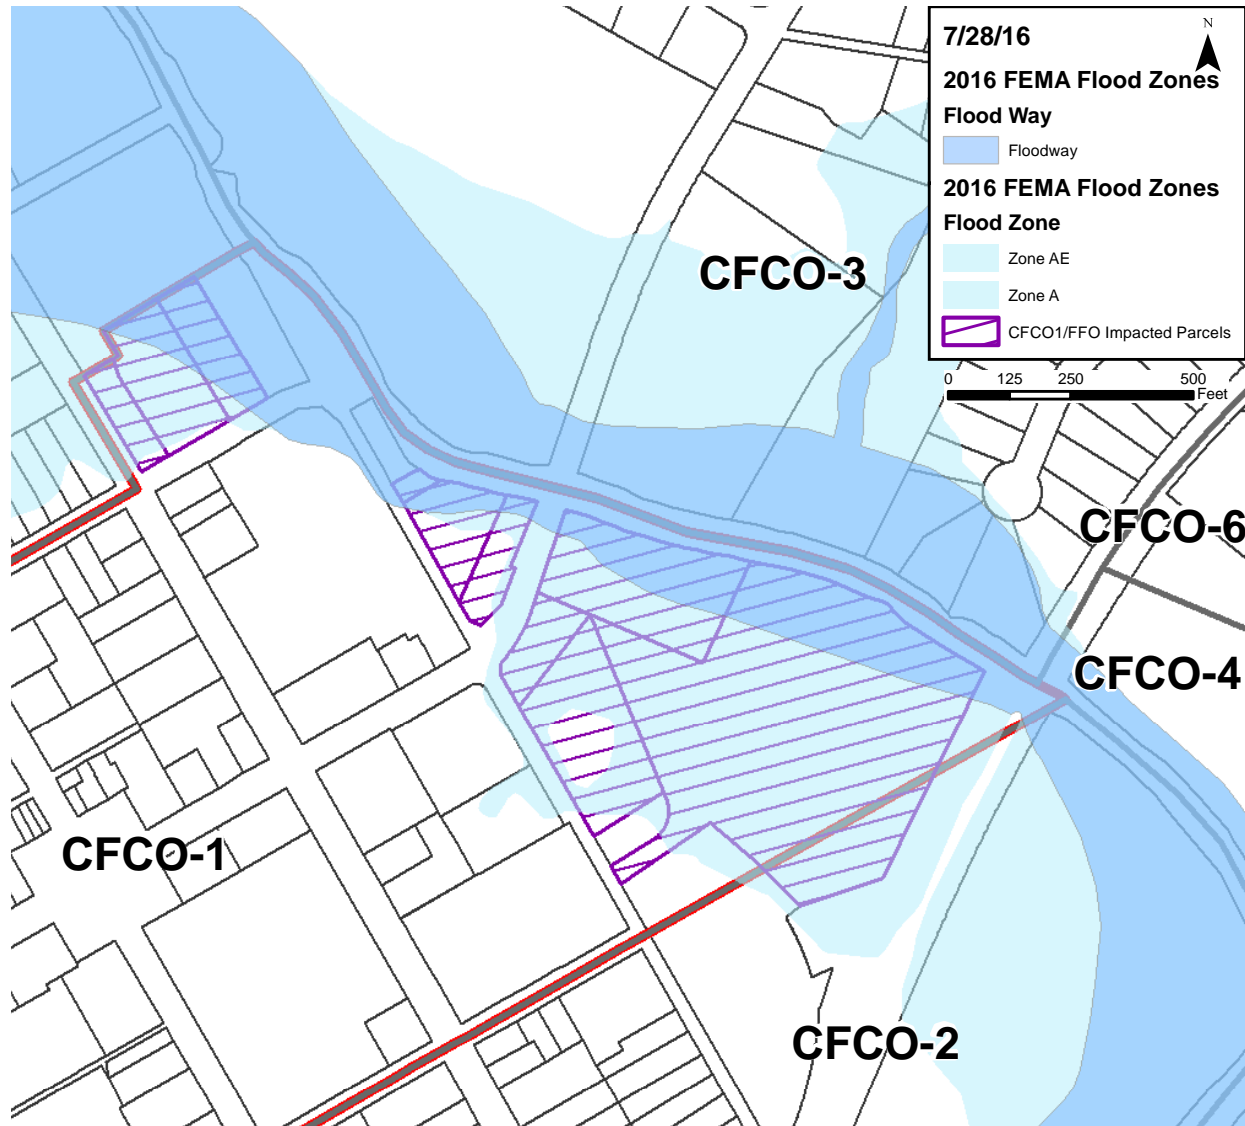 7/28/16
N
2016 FEMA Flood Zones
Flood Way
Floodway
2016 FEMA Flood Zones
Flood Zone
Zone AE
Zone A
CFCO1/FFO Impacted Parcels
0 125 250 500
Feet
CFCO-3
CFCO-6
CFCO-4
CFCO-1
CFCO-2